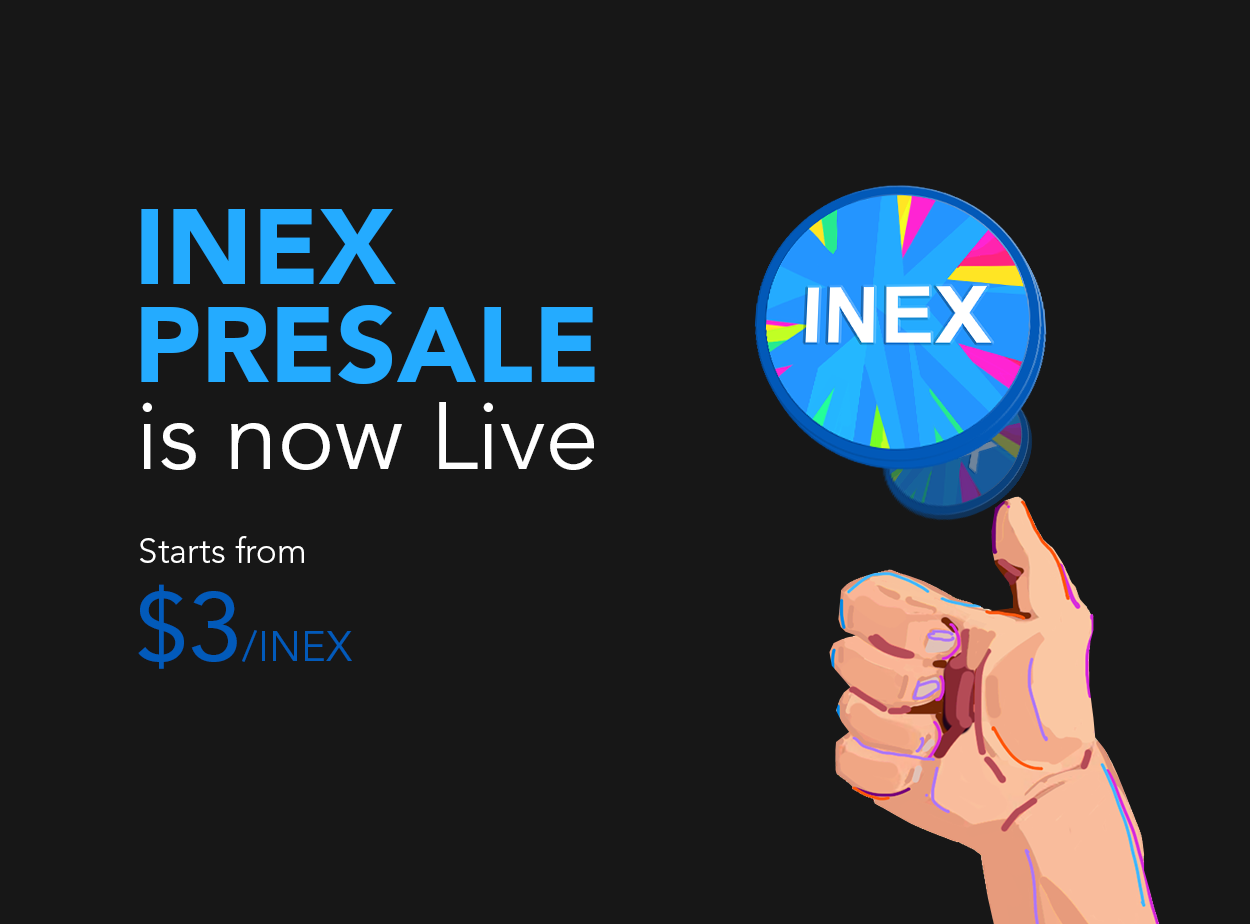 INEX
PRESALE
is now Live
Starts from
$3/INEX
INEX
X